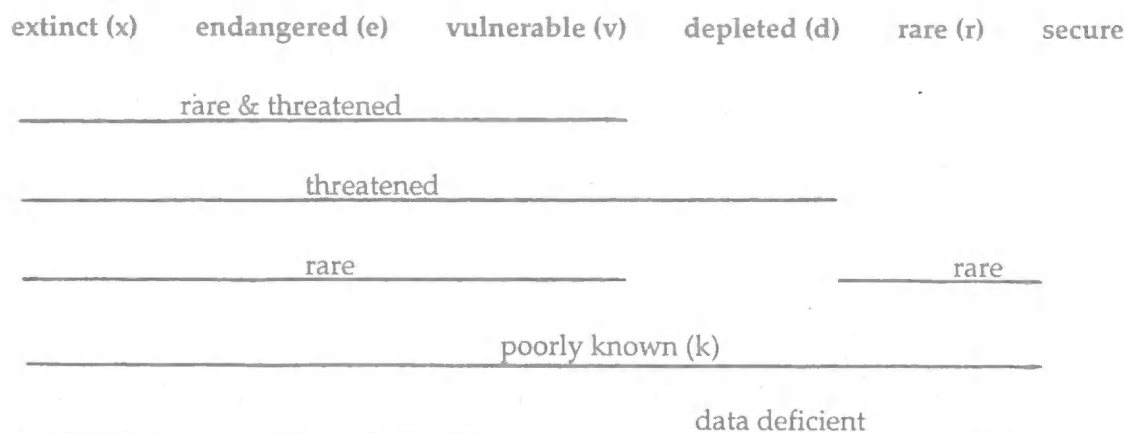 extinct (x) endangered (e) vulnerable (v) depleted (d) rare (r) secure
rare & threatened
threatened
rare rare
poorly known (k)
data deficient